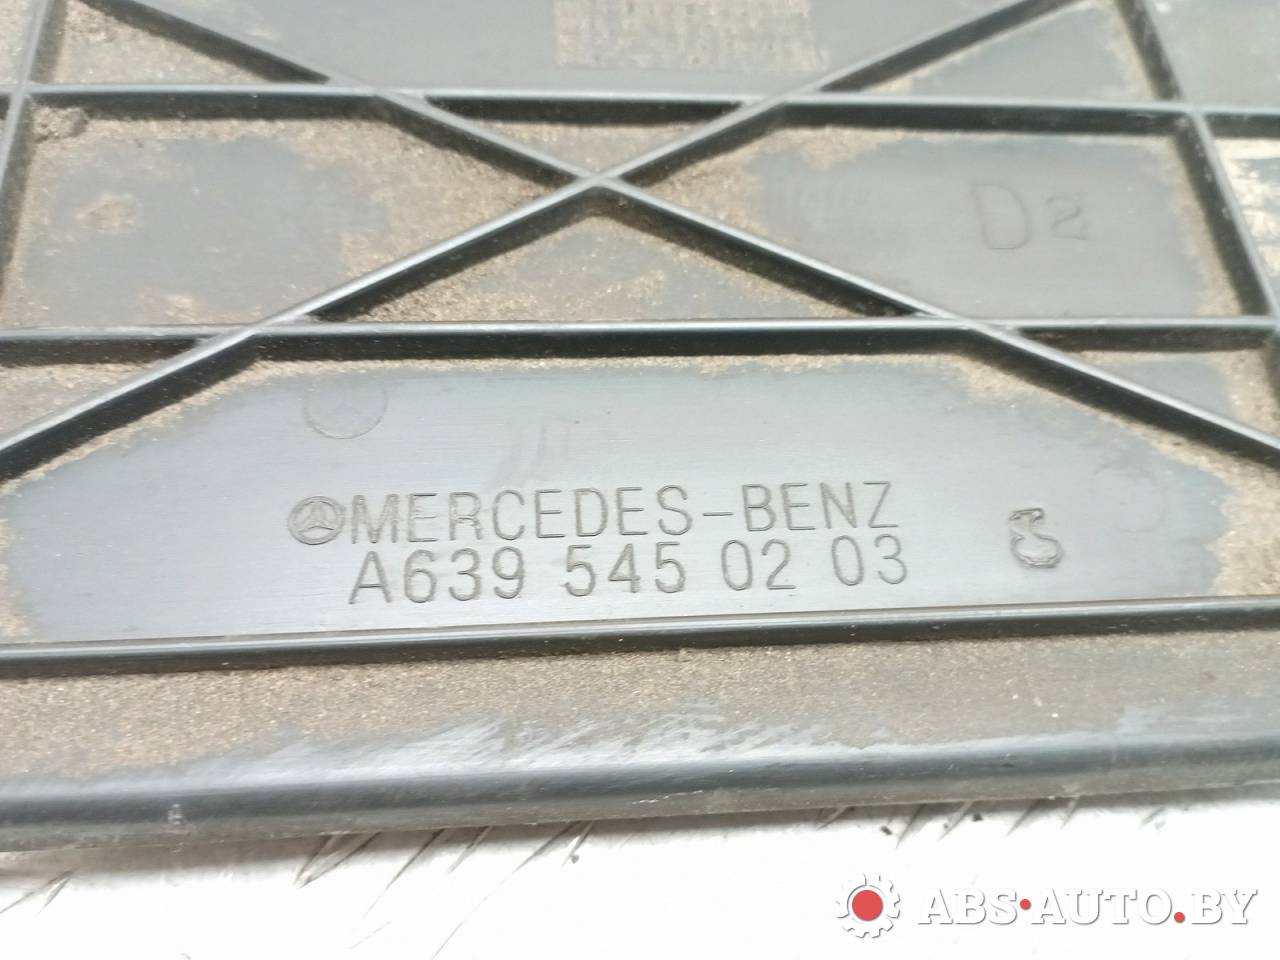 D2
MERCEDES-BENZ
A639 545 02 03
ABS·AUTO.BY